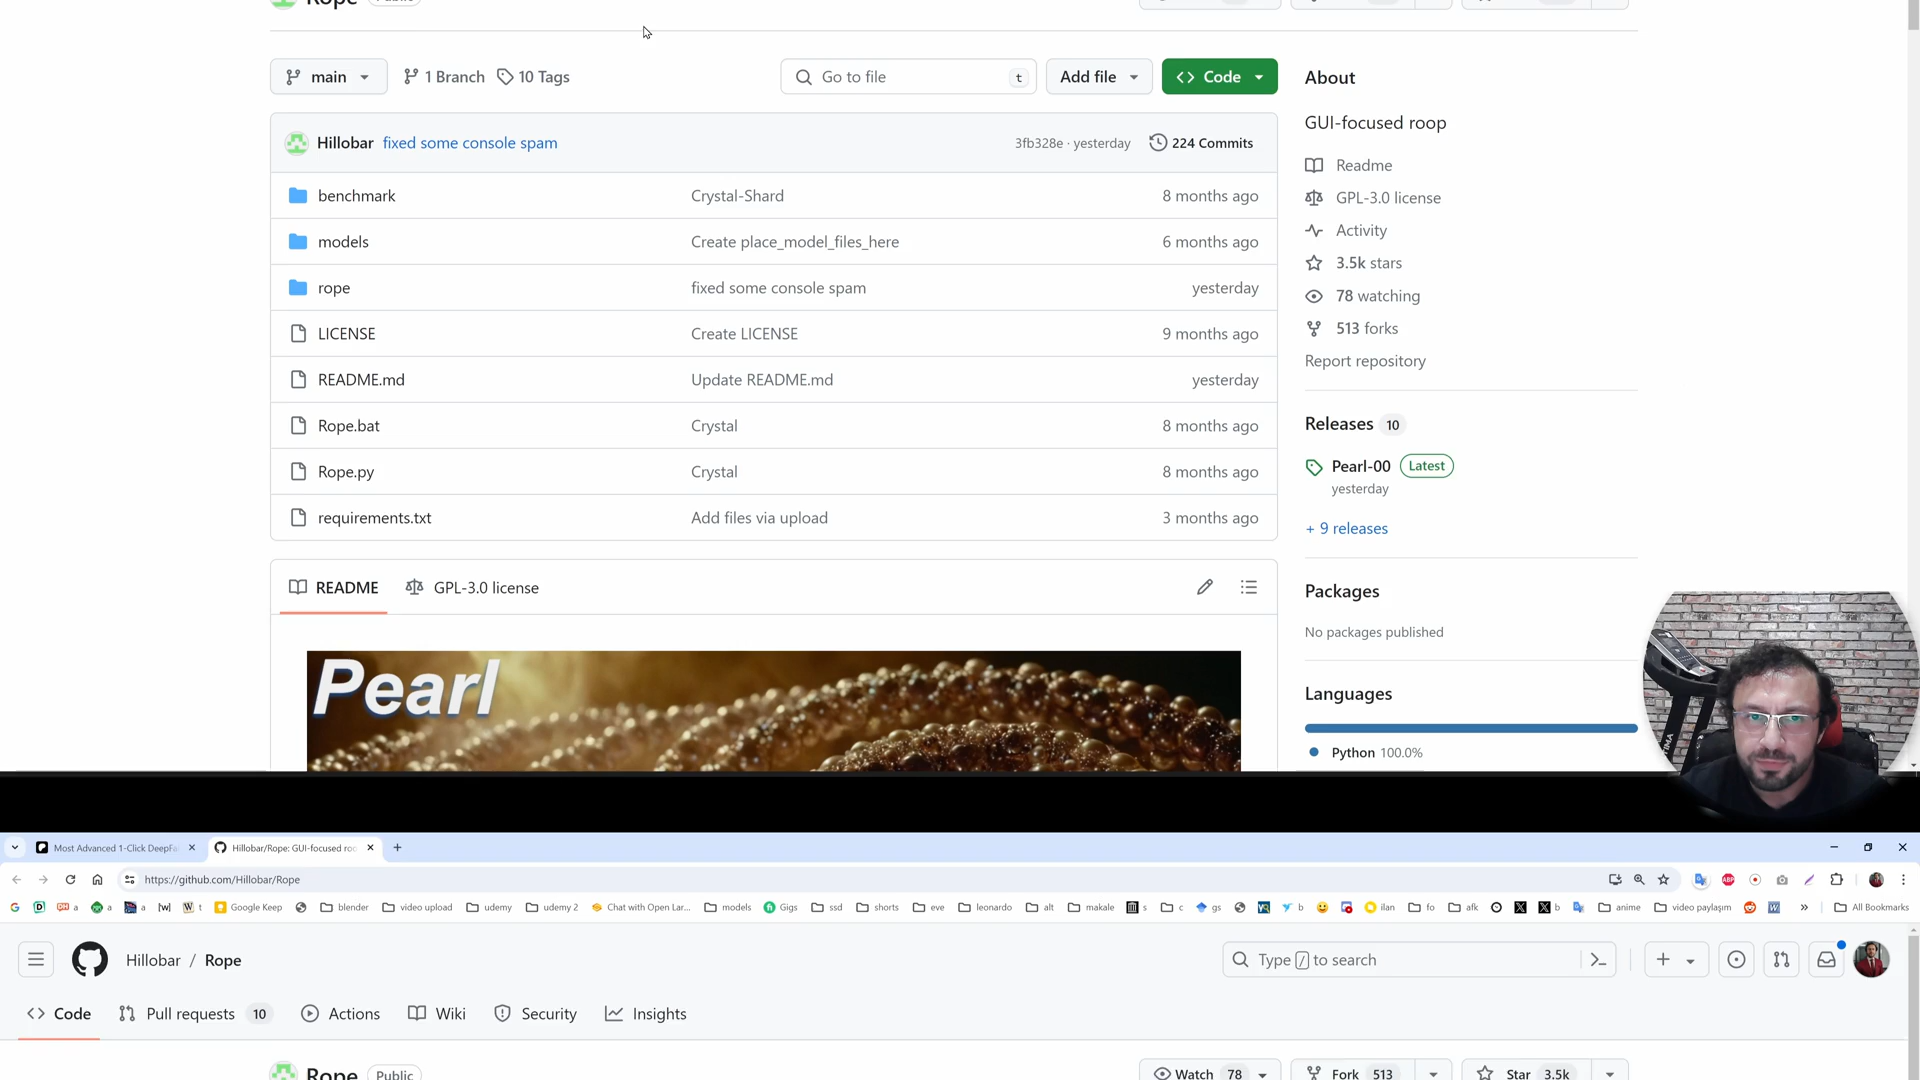 Rope Public
main 1 Branch 10 Tags Go to file t Add file <> Code About
GUI-focused roop
Hillobar fixed some console spam 3fb328e · yesterday 224 Commits
Readme
benchmark Crystal-Shard 8 months ago
GPL-3.0 license
models Create place_model_files_here 6 months ago
Activity
3.5k stars
rope fixed some console spam yesterday
78 watching
LICENSE Create LICENSE 9 months ago
513 forks
Report repository
README.md Update README.md yesterday
Rope.bat Crystal 8 months ago
Releases 10
Rope.py Crystal 8 months ago
Pearl-00 Latest
yesterday
requirements.txt Add files via upload 3 months ago
+ 9 releases
README GPL-3.0 license
Packages
No packages published
Pearl
Languages
Python 100.0%
Most Advanced 1-Click DeepFa Hillobar/Rope: GUI-focused roo
https://github.com/Hillobar/Rope
a a a |w| t Google Keep blender video upload udemy udemy 2 Chat with Open Lar... models Gigs ssd shorts eve leonardo alt makale s c gs b ilan fo afk b anime video paylaşım » All Bookmarks
Hillobar / Rope Type / to search
<> Code Pull requests 10 Actions Wiki Security Insights
Rope Public Watch 78 Fork 513 Star 3.5k